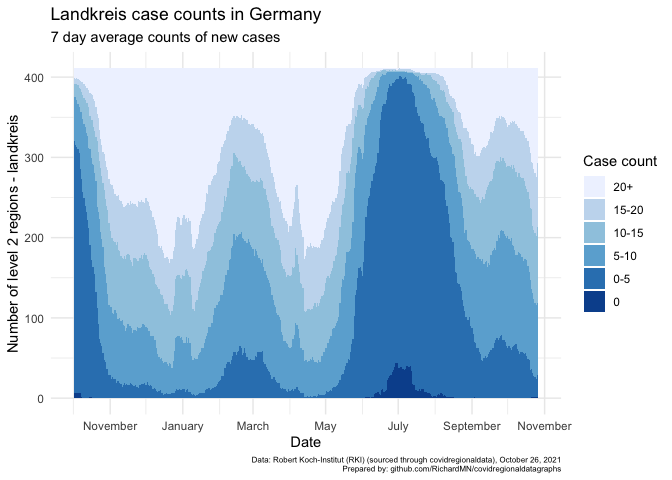 Landkreis case counts in Germany
7 day average counts of new cases
Number of level 2 regions - landkreis
400
300
200
100
0
November January March May July September November
Date
Case count
20+
15-20
10-15
5-10
0-5
0
Data: Robert Koch-Institut (RKI) (sourced through covidregionaldata), October 26, 2021
Prepared by: github.com/RichardMN/covidregionaldatagraphs